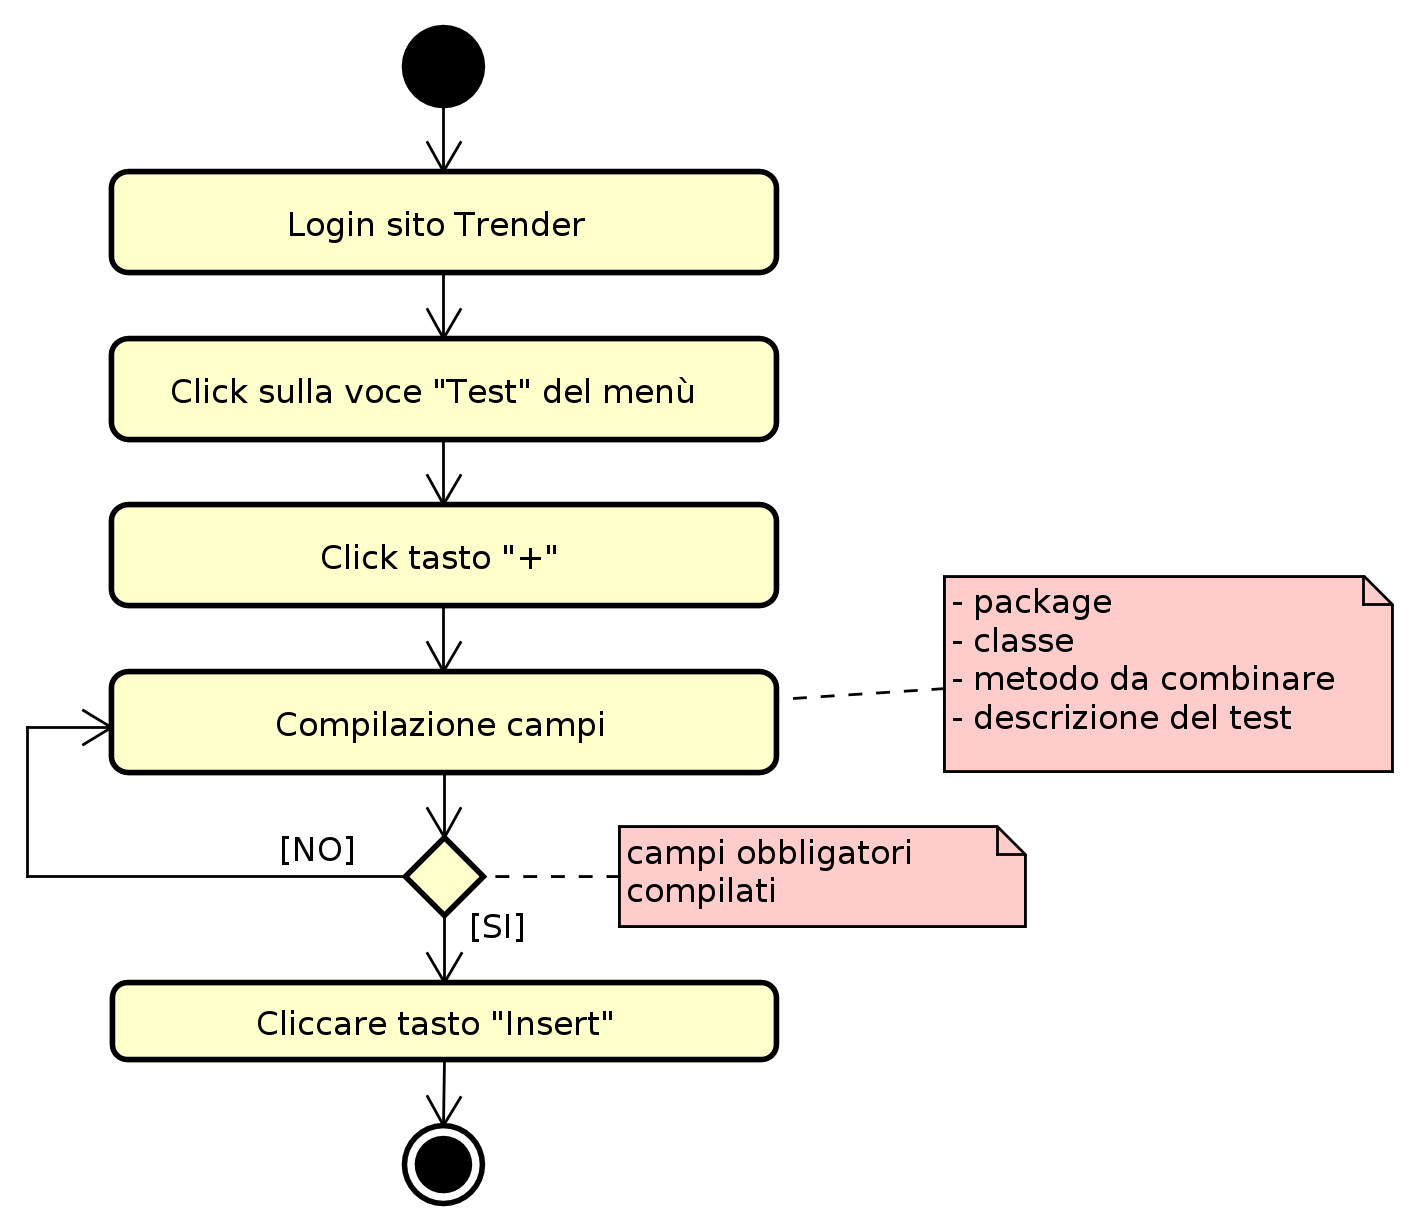 Login sito Trender
Click sulla voce "Test" del menù
Click tasto "+"
- package
- classe
- metodo da combinare
- descrizione del test
Compilazione campi
[NO]
campi obbligatori
compilati
[SI]
Cliccare tasto "Insert"